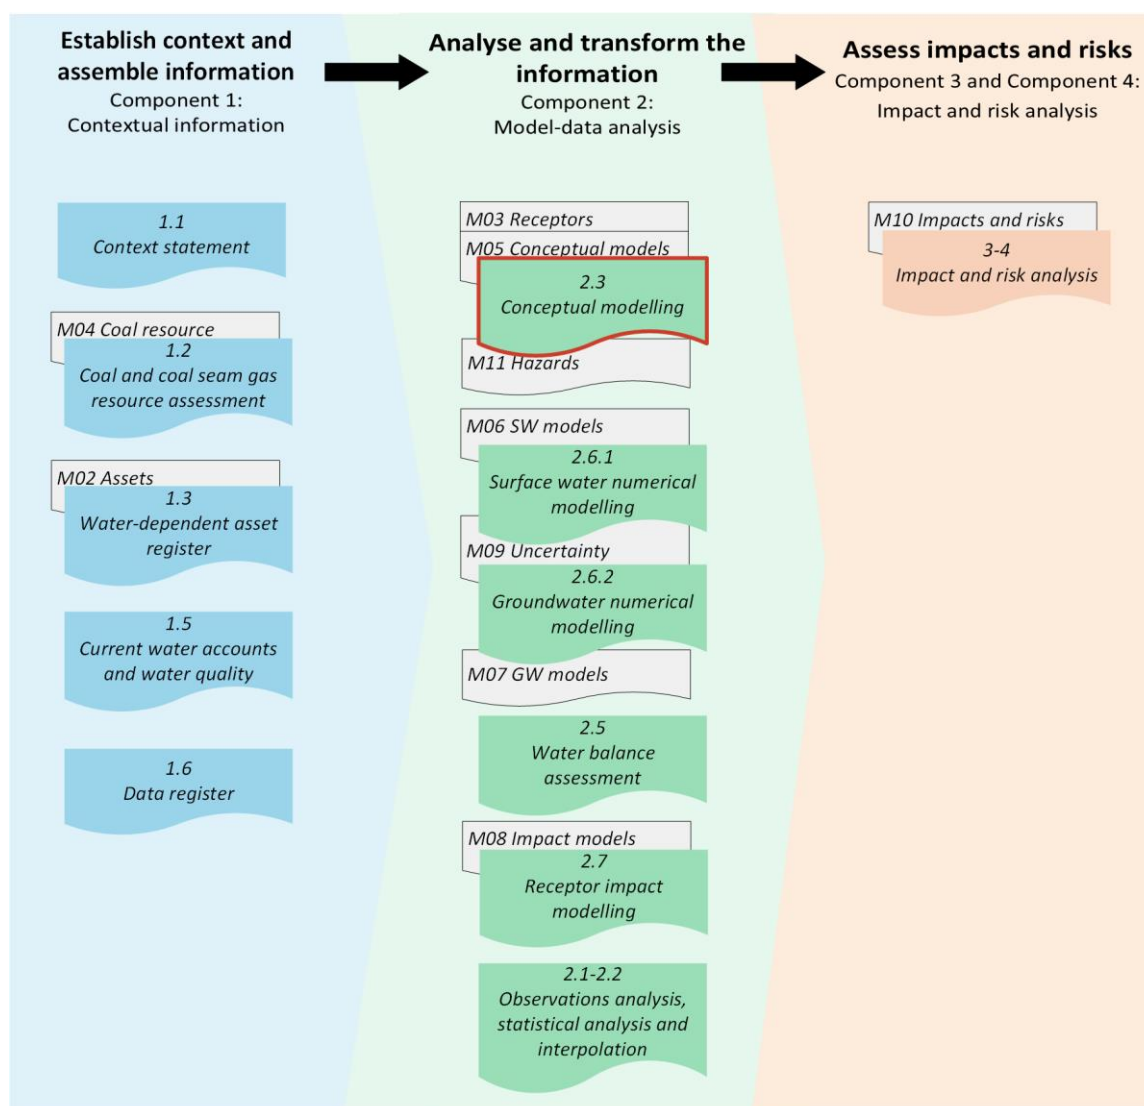 Establish context and
assemble information
Component 1:
Contextual information
Analyse and transform the
information
Component 2:
Model-data analysis
Assess impacts and risks
Component 3 and Component 4:
Impact and risk analysis
1.1
Context statement
M04 Coal resource
1.2
Coal and coal seam gas
resource assessment
M02 Assets
1.3
Water-dependent asset
register
1.5
Current water accounts
and water quality
1.6
Data register
M03 Receptors
M05 Conceptual models
2.3
Conceptual modelling
M11 Hazards
M06 SW models
2.6.1
Surface water numerical
modelling
M09 Uncertainty
2.6.2
Groundwater numerical
modelling
M07 GW models
2.5
Water balance
assessment
M08 Impact models
2.7
Receptor impact
modelling
2.1-2.2
Observations analysis,
statistical analysis and
interpolation
M10 Impacts and risks
3-4
Impact and risk analysis